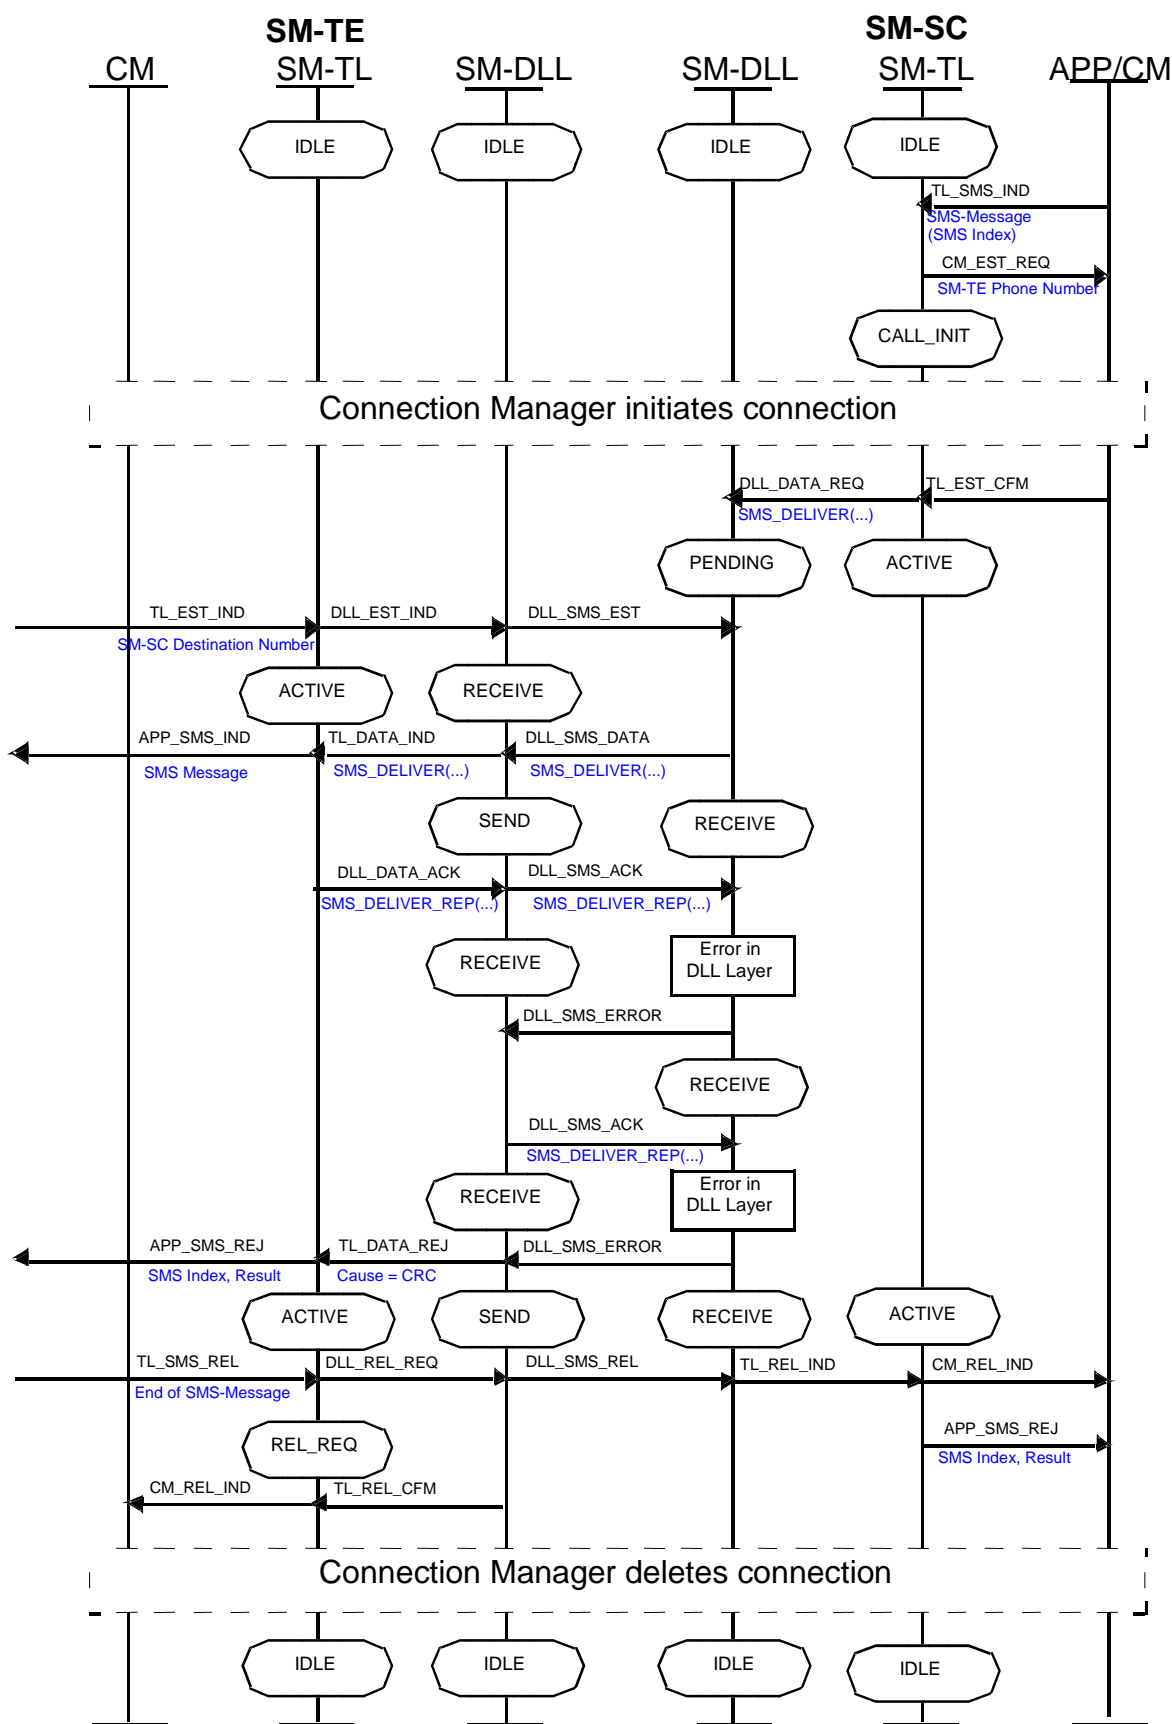 SM-TE
SM-SC
CM
SM-TL
SM-DLL
SM-DLL
SM-TL
APP/CM
IDLE
IDLE
IDLE
IDLE
TL_SMS_IND
SMS-Message
(SMS Index)
CM_EST_REQ
SM-TE Phone Number
CALL_INIT
Connection Manager initiates connection
DLL_DATA_REQ
TL_EST_CFM
SMS_DELIVER(...)
PENDING
ACTIVE
TL_EST_IND
DLL_EST_IND
DLL_SMS_EST
SM-SC Destination Number
ACTIVE
RECEIVE
APP_SMS_IND
TL_DATA_IND
DLL_SMS_DATA
SMS Message
SMS_DELIVER(...)
SMS_DELIVER(...)
SEND
RECEIVE
DLL_DATA_ACK
DLL_SMS_ACK
SMS_DELIVER_REP(...)
SMS_DELIVER_REP(...)
RECEIVE
Error in
DLL Layer
DLL_SMS_ERROR
RECEIVE
DLL_SMS_ACK
SMS_DELIVER_REP(...)
RECEIVE
Error in
DLL Layer
APP_SMS_REJ
TL_DATA_REJ
DLL_SMS_ERROR
SMS Index, Result
Cause = CRC
ACTIVE
SEND
RECEIVE
ACTIVE
TL_SMS_REL
DLL_REL_REQ
DLL_SMS_REL
TL_REL_IND
CM_REL_IND
End of SMS-Message
REL_REQ
APP_SMS_REJ
SMS Index, Result
CM_REL_IND
TL_REL_CFM
Connection Manager deletes connection
IDLE
IDLE
IDLE
IDLE